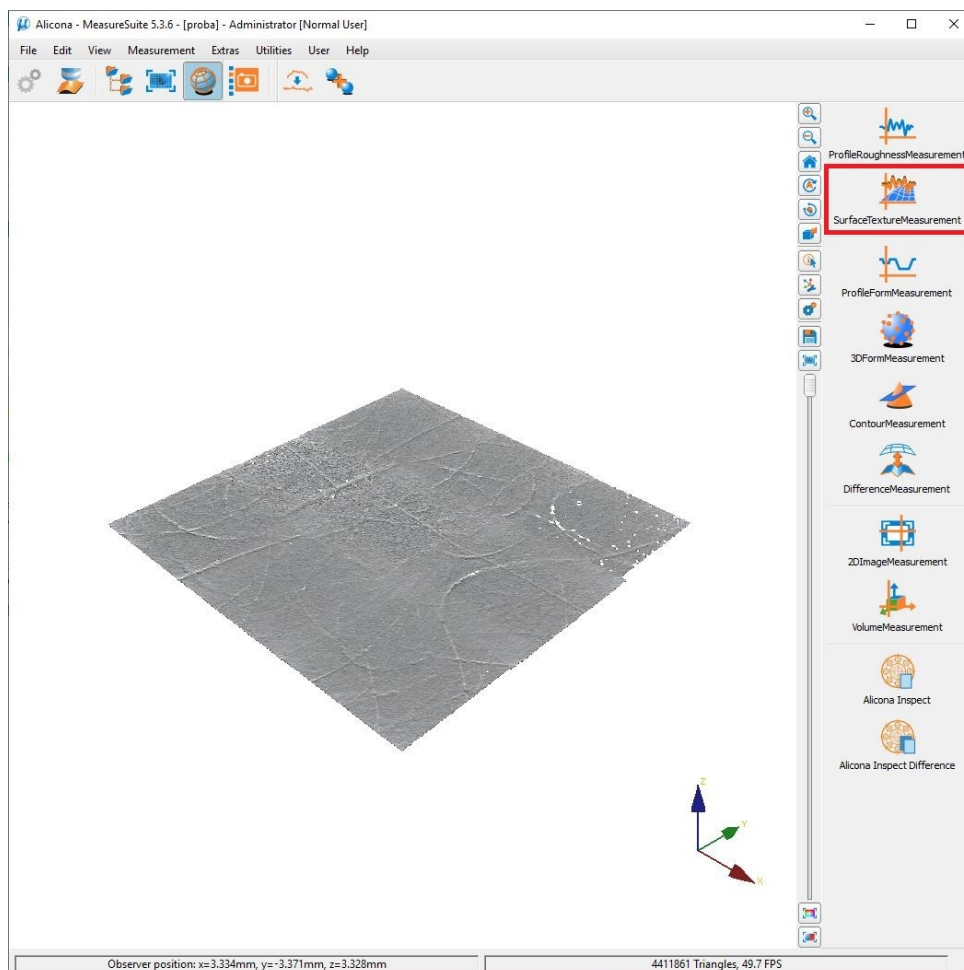 Alicona - MeasureSuite 5.3.6 - [proba] - Administrator [Normal User]
File Edit View Measurement Extras Utilities User Help
ProfileRoughnessMeasurement
SurfaceTextureMeasurement
ProfileFormMeasurement
3DFormMeasurement
ContourMeasurement
DifferenceMeasurement
2DImageMeasurement
VolumeMeasurement
Alicona Inspect
Alicona Inspect Difference
Z
Y
X
Observer position: x=3.334mm, y=-3.371mm, z=3.328mm
4411861 Triangles, 49.7 FPS